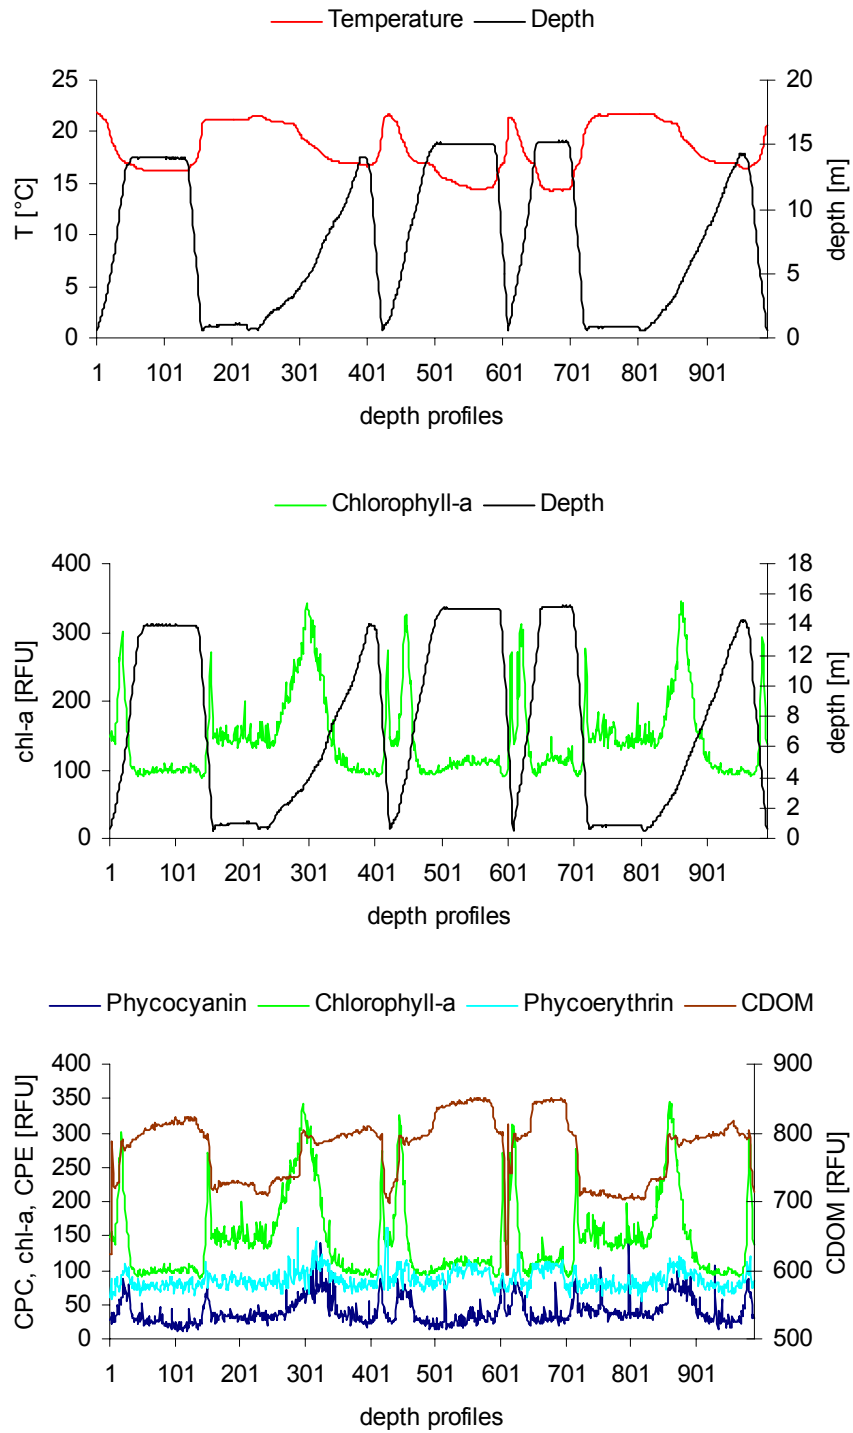 Temperature Depth
25 20
20 15
15
10
10
5
5
0 0
T [°C]
depth [m]
1 101 201 301 401 501 601 701 801 901
depth profiles
Chlorophyll-a Depth
400 18
16
300 14
12
200 10
8
100 6
4
2
0 0
chl-a [RFU]
depth [m]
1 101 201 301 401 501 601 701 801 901
depth profiles
Phycocyanin Chlorophyll-a Phycoerythrin CDOM
400 900
350
300 800
250
200 700
150
100 600
50
0 500
CPC, chl-a, CPE [RFU]
CDOM [RFU]
1 101 201 301 401 501 601 701 801 901
depth profiles